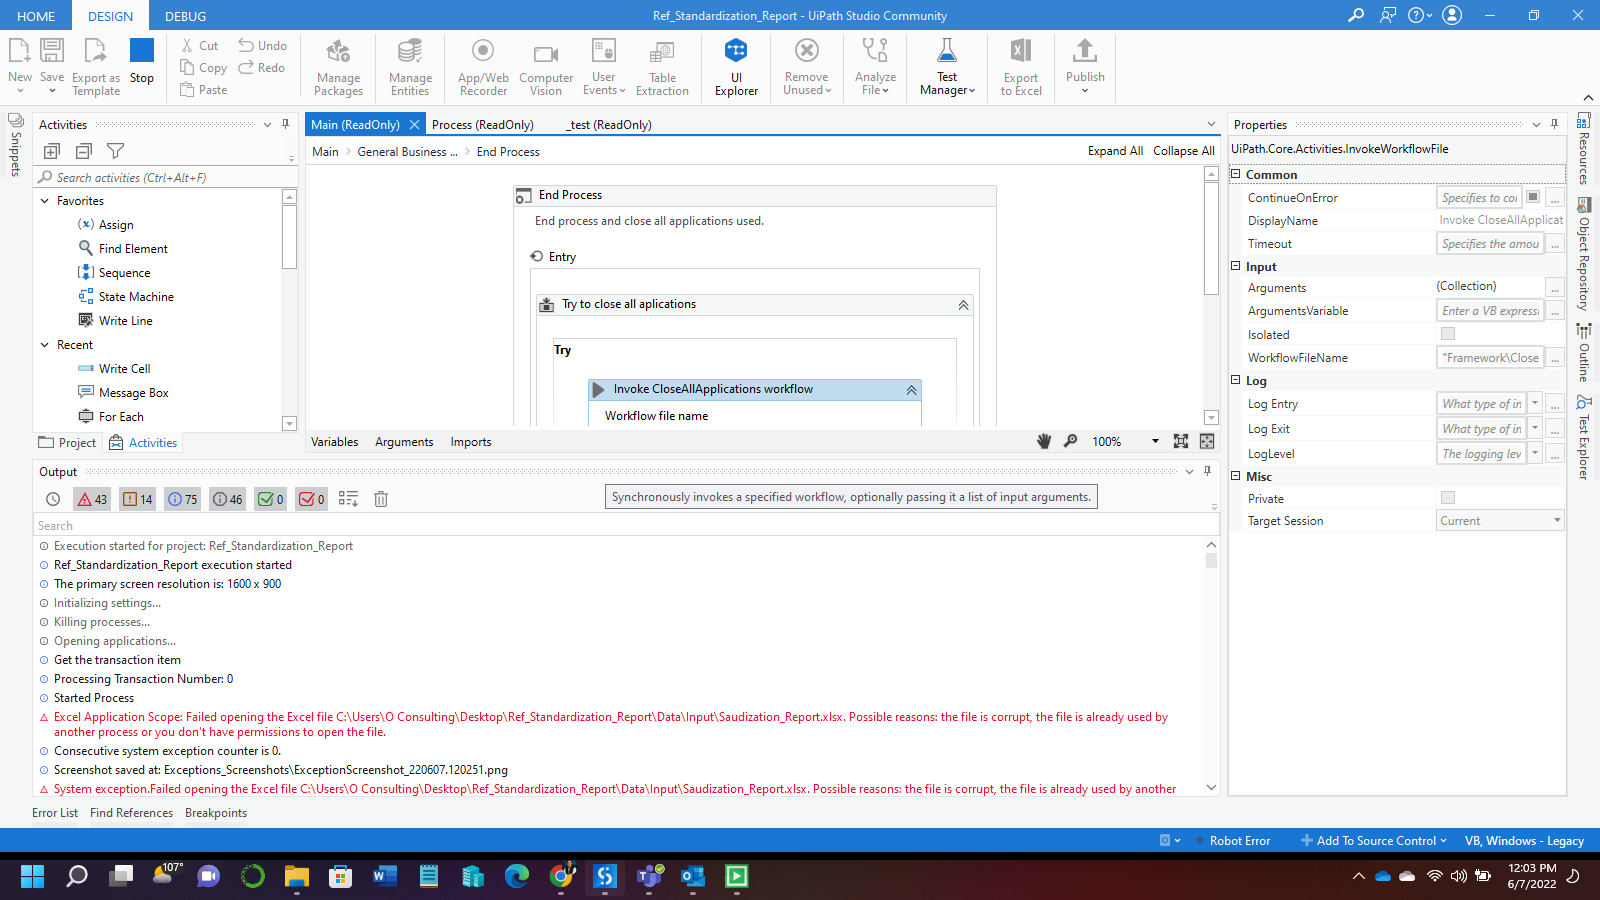 HOME
DESIGN
DEBUG
Ref_Standardization_Report - UiPath Studio Community
New
Save
Export as
Template
Stop
Cut
Copy
Paste
Undo
Redo
Manage
Packages
Manage
Entities
App/Web
Recorder
Computer
Vision
User
Events
Table
Extraction
UI
Explorer
Remove
Unused
Analyze
File
Test
Manager
Export
to Excel
Publish
Snippets
Activities
Search activities (Ctrl+Alt+F)
Favorites
(x) Assign
Find Element
Sequence
State Machine
Write Line
Recent
Write Cell
Message Box
For Each
Project
Activities
Main (ReadOnly)
Process (ReadOnly)
_test (ReadOnly)
Main > General Business ... > End Process
Expand All
Collapse All
End Process
End process and close all applications used.
Entry
Try to close all aplications
Try
Invoke CloseAllApplications workflow
Workflow file name
Variables
Arguments
Imports
100%
Properties
UiPath.Core.Activities.InvokeWorkflowFile
Common
ContinueOnError
Specifies to con
...
DisplayName
Invoke CloseAllApplicat
Timeout
Specifies the amou
...
Input
Arguments
(Collection)
...
ArgumentsVariable
Enter a VB express
...
Isolated
WorkflowFileName
"Framework\Close
...
Log
Log Entry
What type of in
...
Log Exit
What type of in
...
LogLevel
The logging lev
...
Misc
Private
Target Session
Current
Resources
Object Repository
Outline
Test Explorer
Output
43
14
75
46
0
0
Synchronously invokes a specified workflow, optionally passing it a list of input arguments.
Search
Execution started for project: Ref_Standardization_Report
Ref_Standardization_Report execution started
The primary screen resolution is: 1600 x 900
Initializing settings...
Killing processes...
Opening applications...
Get the transaction item
Processing Transaction Number: 0
Started Process
Excel Application Scope: Failed opening the Excel file C:\Users\O Consulting\Desktop\Ref_Standardization_Report\Data\Input\Saudization_Report.xlsx. Possible reasons: the file is corrupt, the file is already used by
another process or you don't have permissions to open the file.
Consecutive system exception counter is 0.
Screenshot saved at: Exceptions_Screenshots\ExceptionScreenshot_220607.120251.png
System exception.Failed opening the Excel file C:\Users\O Consulting\Desktop\Ref_Standardization_Report\Data\Input\Saudization_Report.xlsx. Possible reasons: the file is corrupt, the file is already used by another
Error List
Find References
Breakpoints
Robot Error
Add To Source Control
VB, Windows - Legacy
107°
12:03 PM
6/7/2022